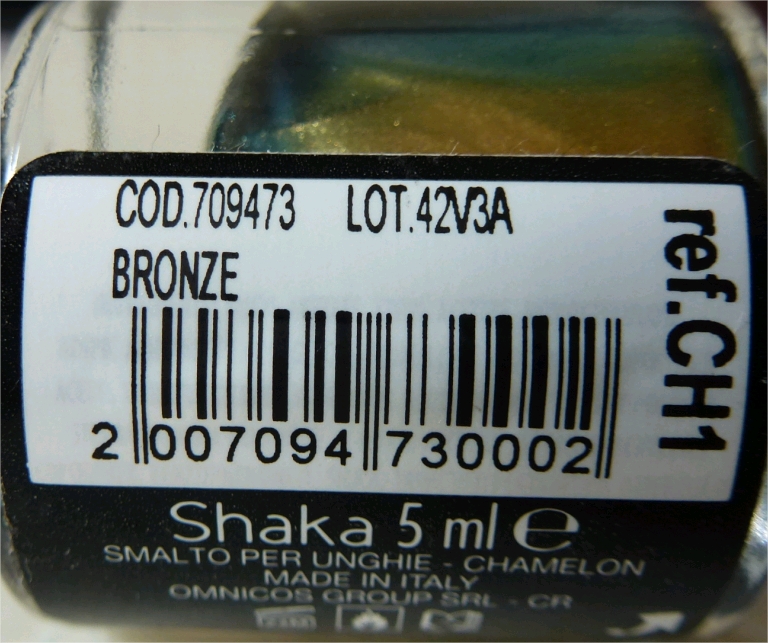 COD.709473 LOT.42V3A
BRONZE
ref.CH1
2 007094 730002
Shaka 5 ml e
SMALTO PER UNGHIE - CHAMELON
MADE IN ITALY
OMNICOS GROUP SRL - CR